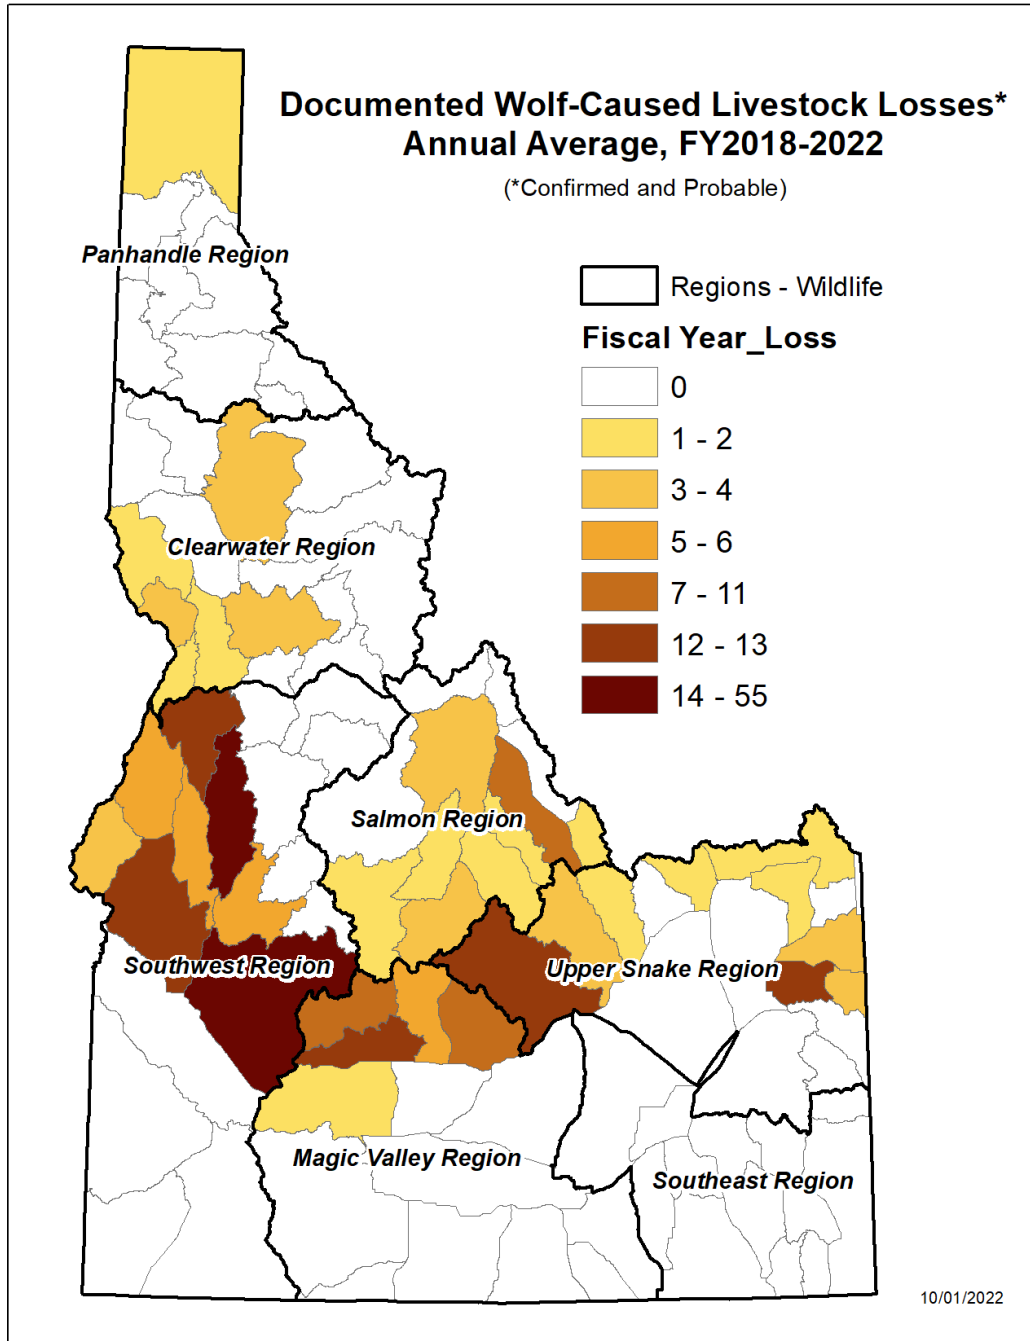 Documented Wolf-Caused Livestock Losses*
Annual Average, FY2018-2022
(*Confirmed and Probable)
Panhandle Region
Regions - Wildlife
Fiscal Year_Loss
0
1 - 2
3 - 4
5 - 6
7 - 11
12 - 13
14 - 55
Clearwater Region
Salmon Region
Southwest Region
Upper Snake Region
Magic Valley Region
Southeast Region
10/01/2022